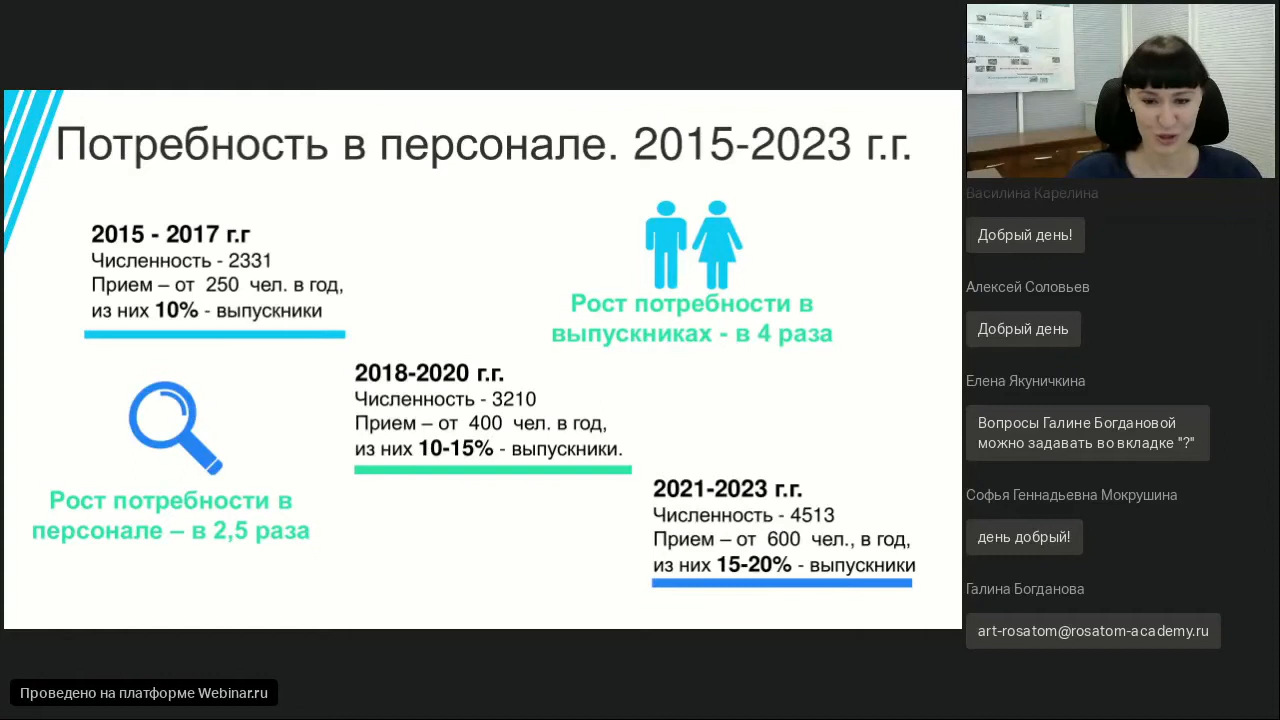 Потребность в персонале. 2015-2023 г.г.
2015 - 2017 г.г
Численность - 2331
Прием – от 250 чел. в год,
из них 10% - выпускники
Рост потребности в
выпускниках - в 4 раза
2018-2020 г.г.
Численность - 3210
Прием – от 400 чел. в год,
из них 10-15% - выпускники.
Рост потребности в
персонале – в 2,5 раза
2021-2023 г.г.
Численность - 4513
Прием – от 600 чел., в год,
из них 15-20% - выпускники
Василина Карелина
Добрый день!
Алексей Соловьев
Добрый день
Елена Якуничкина
Вопросы Галине Богдановой
можно задавать во вкладке "?"
Софья Геннадьевна Мокрушина
день добрый!
Галина Богданова
art-rosatom@rosatom-academy.ru
Проведено на платформе Webinar.ru